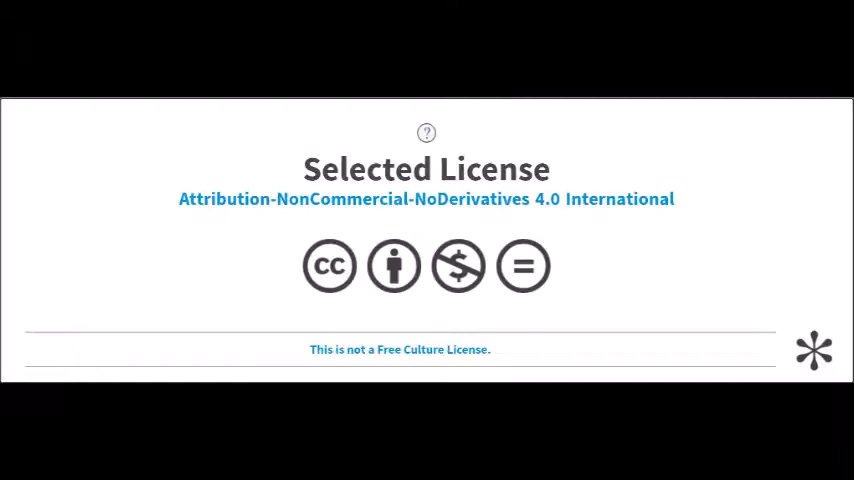 ?
Selected License
Attribution-NonCommercial-NoDerivatives 4.0 International
cc $ =
This is not a Free Culture License.